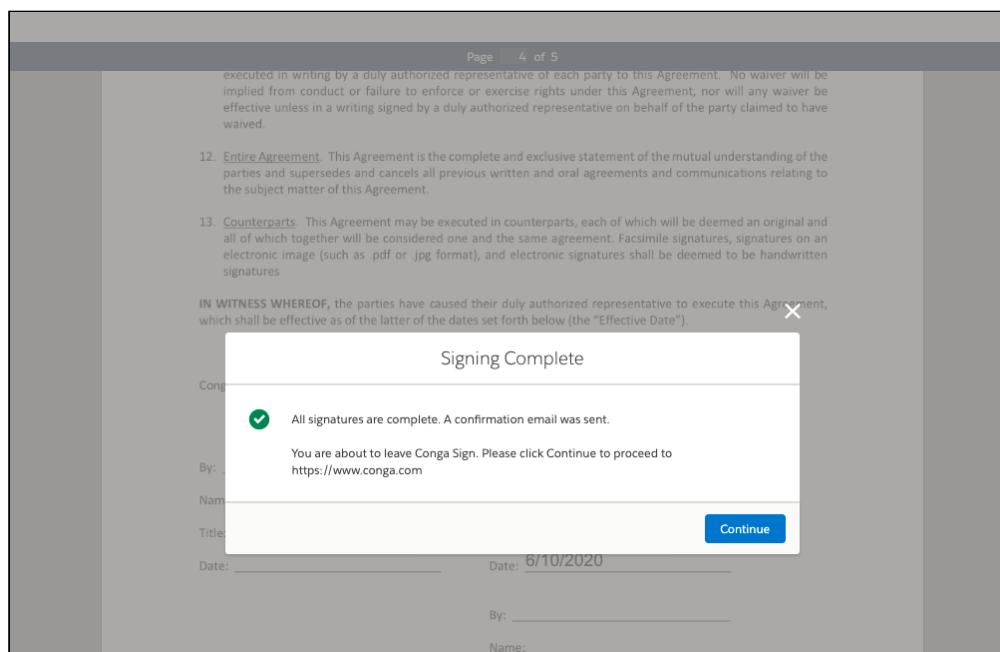 Page 4 of 5
executed in writing by a duly authorized representative of each party to this Agreement. No waiver will be
implied from conduct or failure to enforce or exercise rights under this Agreement, nor will any waiver be
effective unless in a writing signed by a duly authorized representative on behalf of the party claimed to have
waived.
12. Entire Agreement. This Agreement is the complete and exclusive statement of the mutual understanding of the
parties and supersedes and cancels all previous written and oral agreements and communications relating to
the subject matter of this Agreement.
13. Counterparts. This Agreement may be executed in counterparts, each of which will be deemed an original and
all of which together will be considered one and the same agreement. Facsimile signatures, signatures on an
electronic image (such as .pdf or .jpg format), and electronic signatures shall be deemed to be handwritten
signatures
IN WITNESS WHEREOF, the parties have caused their duly authorized representative to execute this Agreement,
which shall be effective as of the latter of the dates set forth below (the “Effective Date”).
Signing Complete
Cong
All signatures are complete. A confirmation email was sent.
You are about to leave Conga Sign. Please click Continue to proceed to
https://www.conga.com
By:
Nam
Title:
Continue
Date: Date: 6/10/2020
By:
Name: